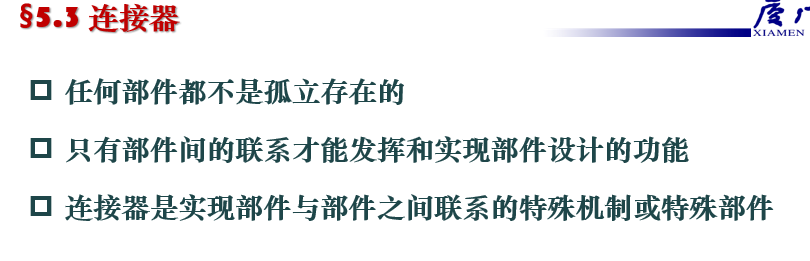 §5.3 连接器
XIAMEN
任何部件都不是孤立存在的
只有部件间的联系才能发挥和实现部件设计的功能
连接器是实现部件与部件之间联系的特殊机制或特殊部件